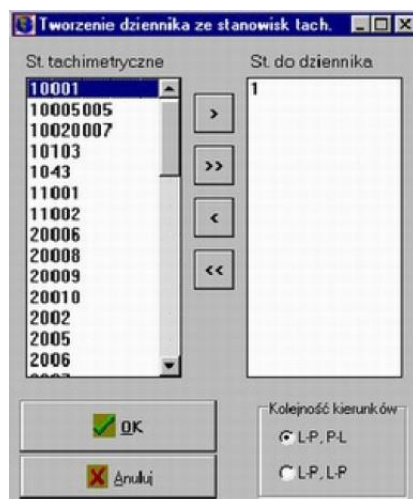 Tworzenie dziennika ze stanowisk tach.
St. tachimetryczne
St. do dziennika
10001
10005005
10020007
10103
1043
11001
11002
20006
20008
20009
20010
2002
2005
2006
1
>
>>
<
<<
OK
Anuluj
Kolejność kierunków
L-P, P-L
L-P, L-P